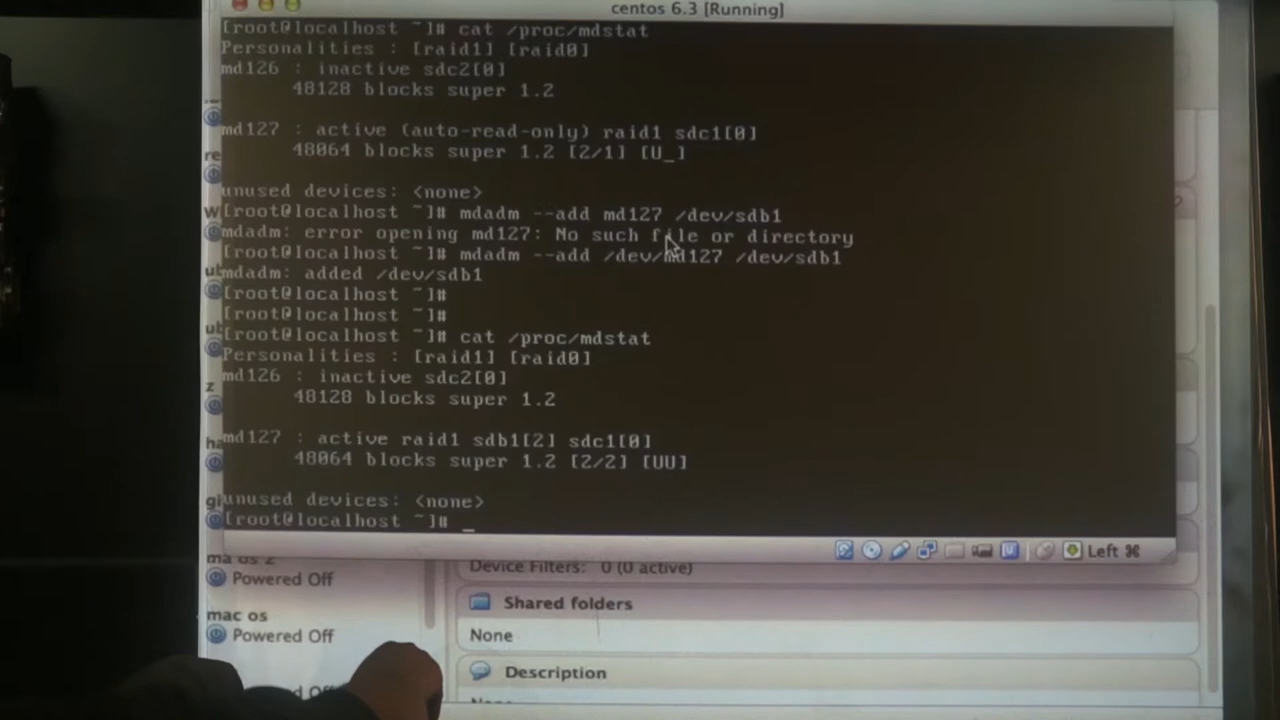 centos 6.3 [Running]
[root@localhost ~]# cat /proc/mdstat
Personalities : [raid1] [raid0]
md126 : inactive sdc2[0]
48128 blocks super 1.2
md127 : active (auto-read-only) raid1 sdc1[0]
48064 blocks super 1.2 [2/1] [U_]
unused devices: <none>
[root@localhost ~]# mdadm --add md127 /dev/sdb1
mdadm: error opening md127: No such file or directory
[root@localhost ~]# mdadm --add /dev/md127 /dev/sdb1
mdadm: added /dev/sdb1
[root@localhost ~]#
[root@localhost ~]#
[root@localhost ~]# cat /proc/mdstat
Personalities : [raid1] [raid0]
md126 : inactive sdc2[0]
48128 blocks super 1.2
md127 : active raid1 sdb1[2] sdc1[0]
48064 blocks super 1.2 [2/2] [UU]
unused devices: <none>
[root@localhost ~]# _
Left ⌘
Device Filters: 0 (0 active)
Powered Off
Shared folders
mac os
None
Powered Off
Description